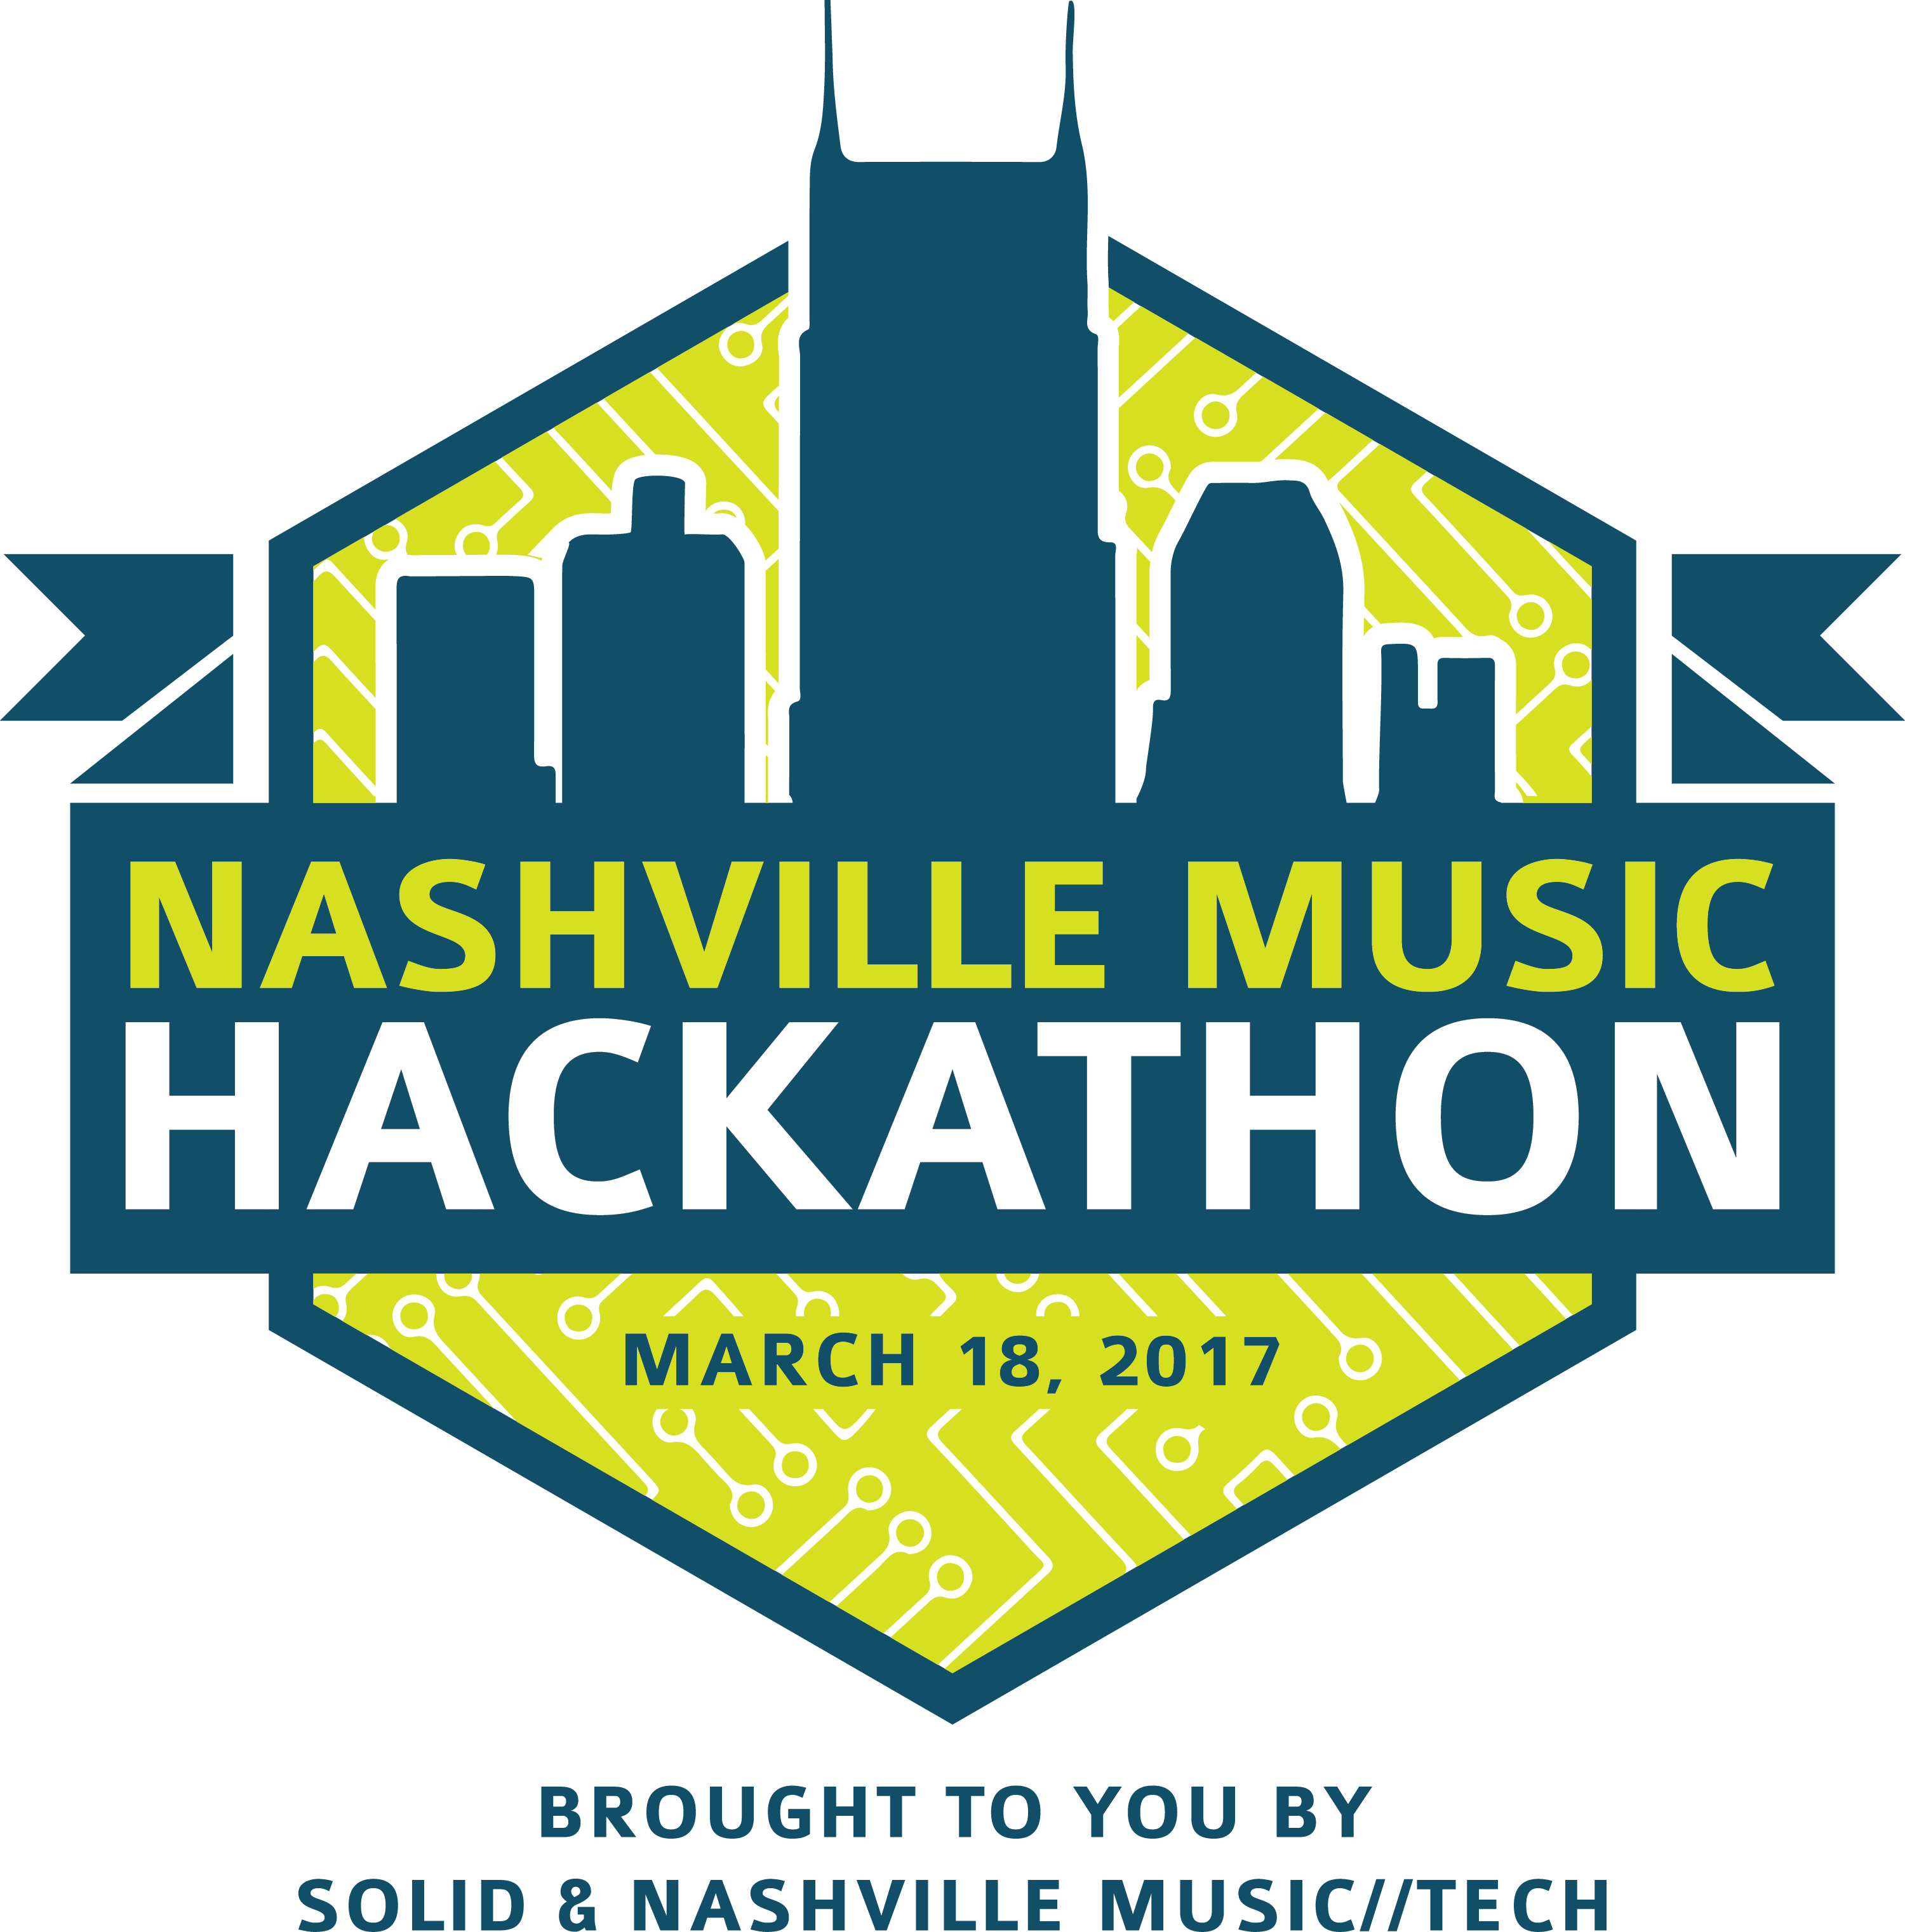 NASHVILLE MUSIC
HACKATHON
MARCH 18, 2017
BROUGHT TO YOU BY
SOLID & NASHVILLE MUSIC//TECH